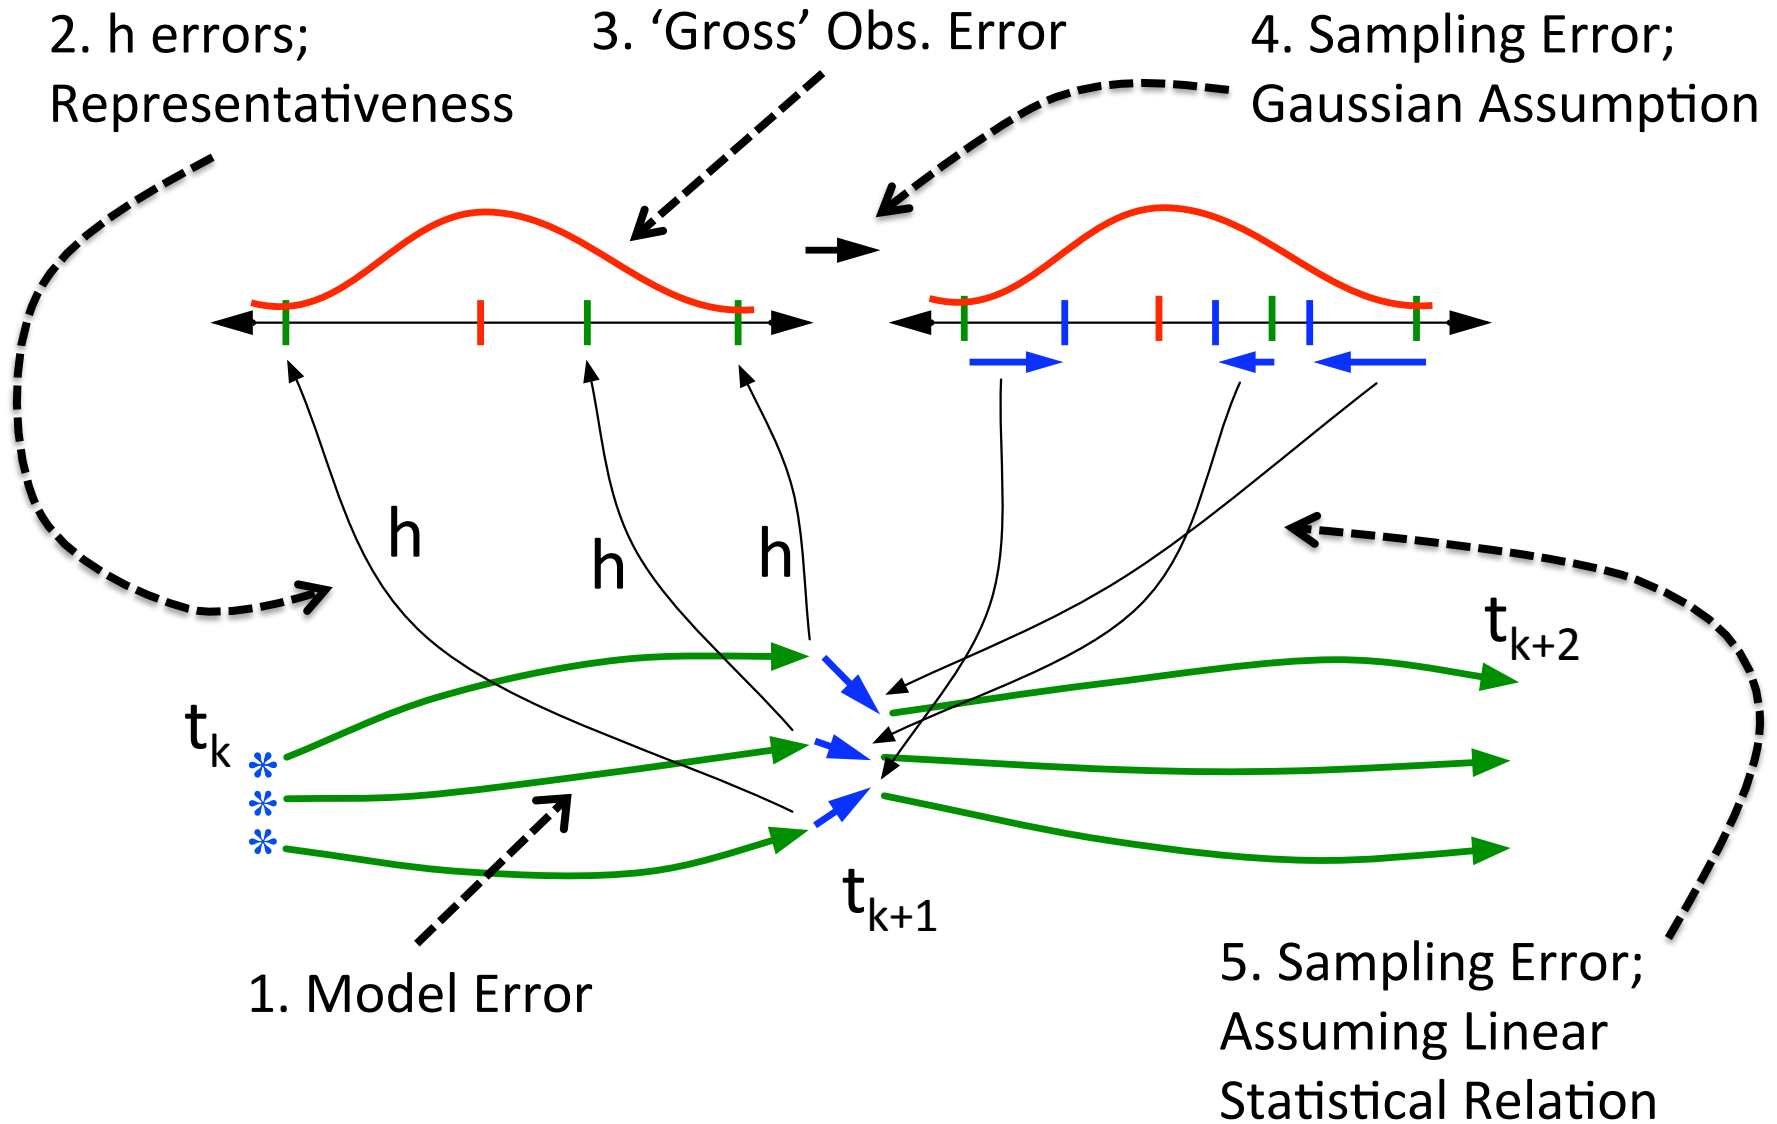 2. h errors;
Representativeness
3. ‘Gross’ Obs. Error
4. Sampling Error;
Gaussian Assumption
h
h
h
t_k
t_k+1
t_k+2
1. Model Error
5. Sampling Error;
Assuming Linear
Statistical Relation